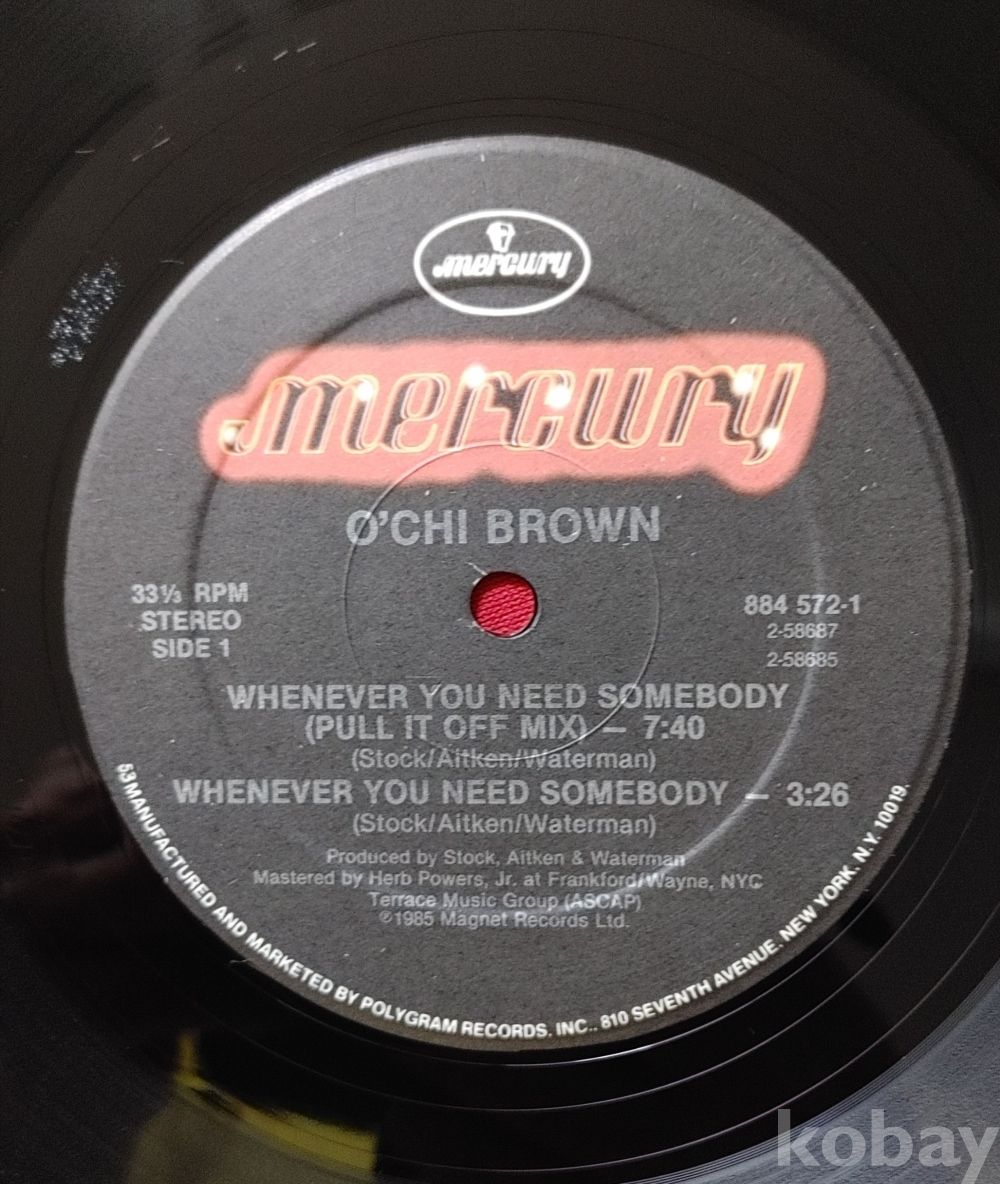 mercury
mercury
O'CHI BROWN
33⅓ RPM
STEREO
SIDE 1
884 572-1
2-58687
2-58685
WHENEVER YOU NEED SOMEBODY
(PULL IT OFF MIX) — 7:40
(Stock/Aitken/Waterman)
WHENEVER YOU NEED SOMEBODY — 3:26
(Stock/Aitken/Waterman)
Produced by Stock, Aitken & Waterman
Mastered by Herb Powers, Jr. at Frankford/Wayne, NYC
Terrace Music Group (ASCAP)
℗1985 Magnet Records Ltd.
53 MANUFACTURED AND MARKETED BY POLYGRAM RECORDS, INC., 810 SEVENTH AVENUE, NEW YORK, N.Y. 10019.
kobay